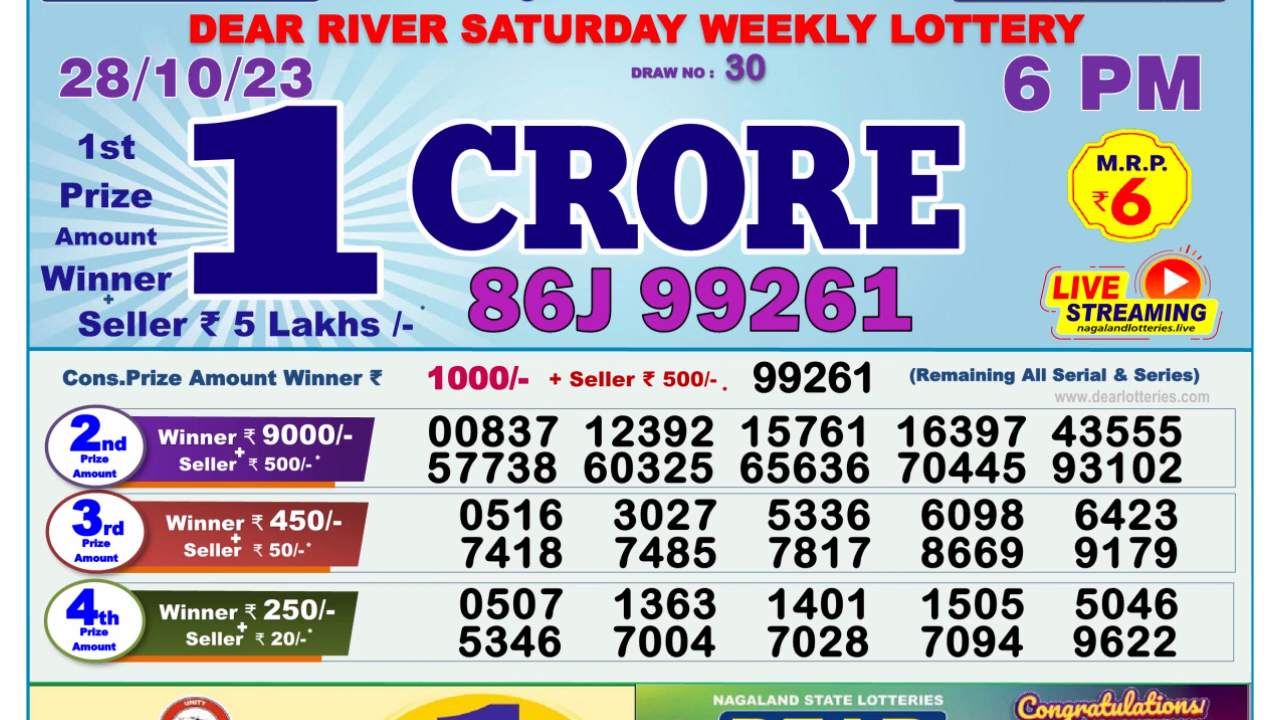 DEAR RIVER SATURDAY WEEKLY LOTTERY
28/10/23
DRAW NO : 30
6 PM
1st
Prize
Amount
Winner
+
Seller ₹ 5 Lakhs /- *
1 CRORE
86J 99261
M.R.P.
₹6
LIVE
STREAMING
nagalandlotteries.live
Cons.Prize Amount Winner ₹ 1000/- + Seller ₹ 500/- . 99261 (Remaining All Serial & Series)
www.dearlotteries.com
2nd
Prize
Amount
Winner ₹ 9000/-
+
Seller ₹ 500/- *
00837 12392 15761 16397 43555
57738 60325 65636 70445 93102
3rd
Prize
Amount
Winner ₹ 450/-
+
Seller ₹ 50/- *
0516 3027 5336 6098 6423
7418 7485 7817 8669 9179
4th
Prize
Amount
Winner ₹ 250/-
+
Seller ₹ 20/- *
0507 1363 1401 1505 5046
5346 7004 7028 7094 9622
UNITY
1
NAGALAND STATE LOTTERIES
DEAR
Congratulations!